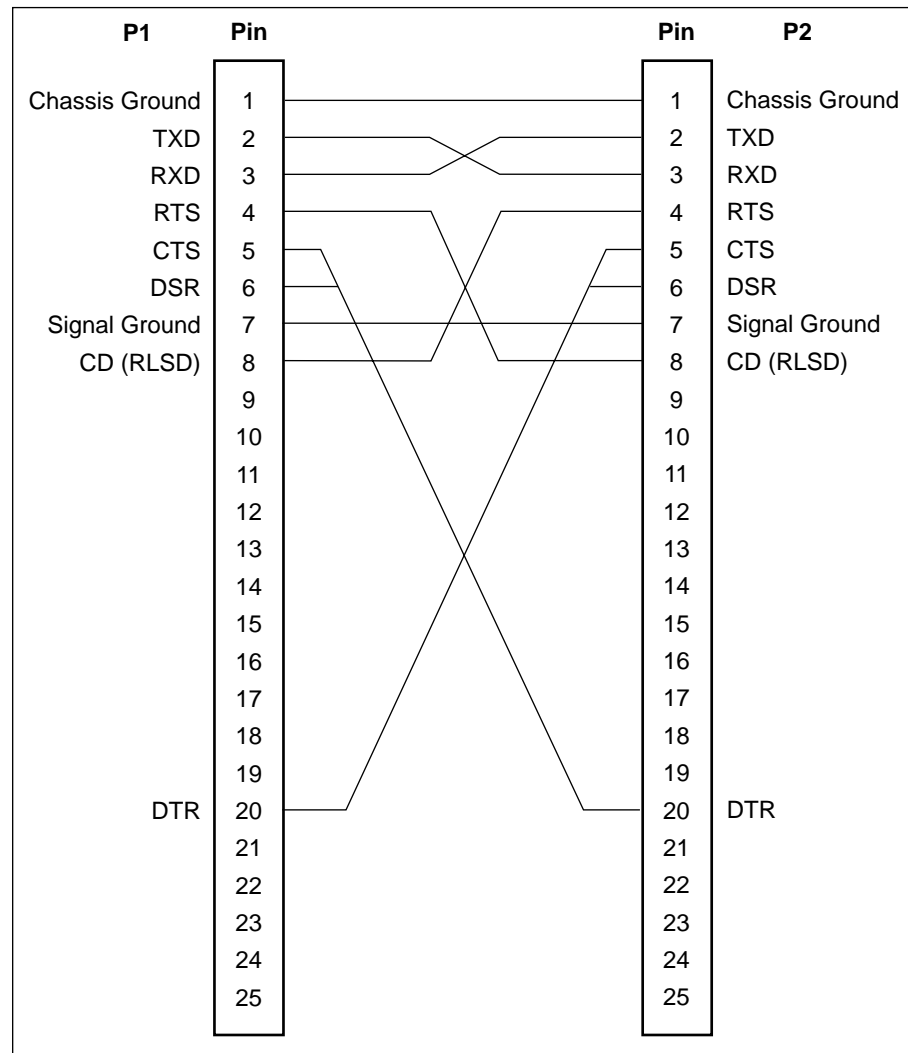 P1 Pin Pin P2
Chassis Ground 1 1 Chassis Ground
TXD 2 2 TXD
RXD 3 3 RXD
RTS 4 4 RTS
CTS 5 5 CTS
DSR 6 6 DSR
Signal Ground 7 7 Signal Ground
CD (RLSD) 8 8 CD (RLSD)
9 9
10 10
11 11
12 12
13 13
14 14
15 15
16 16
17 17
18 18
19 19
DTR 20 20 DTR
21 21
22 22
23 23
24 24
25 25